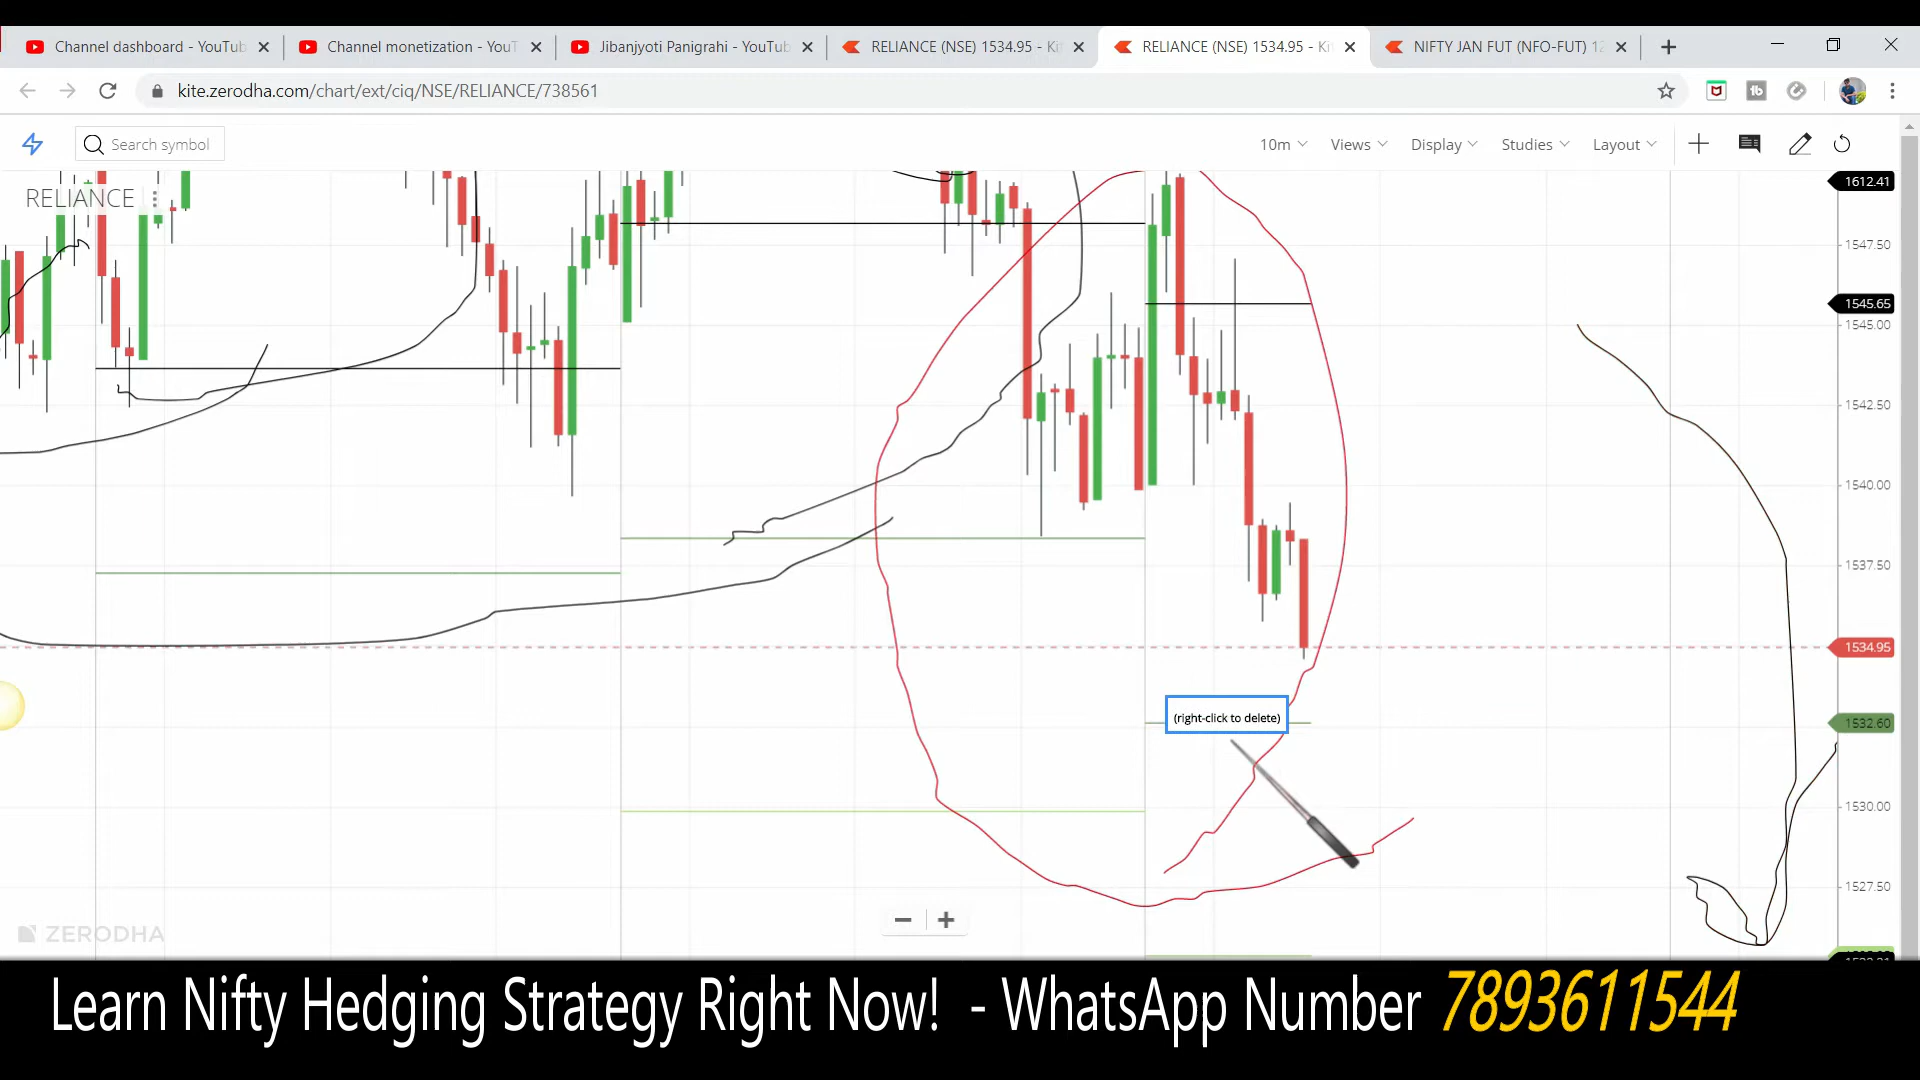 Channel dashboard - YouTub
Channel monetization - YouT
Jibanjyoti Panigrahi - YouTub
RELIANCE (NSE) 1534.95 - Ki
RELIANCE (NSE) 1534.95 - Ki
NIFTY JAN FUT (NFO-FUT) 12
kite.zerodha.com/chart/ext/ciq/NSE/RELIANCE/738561
Search symbol
10m
Views
Display
Studies
Layout
RELIANCE
1612.41
1547.50
1545.65
1545.00
1542.50
1540.00
1537.50
1534.95
(right-click to delete)
1532.60
1530.00
1527.50
ZERODHA
Learn Nifty Hedging Strategy Right Now! - WhatsApp Number 7893611544